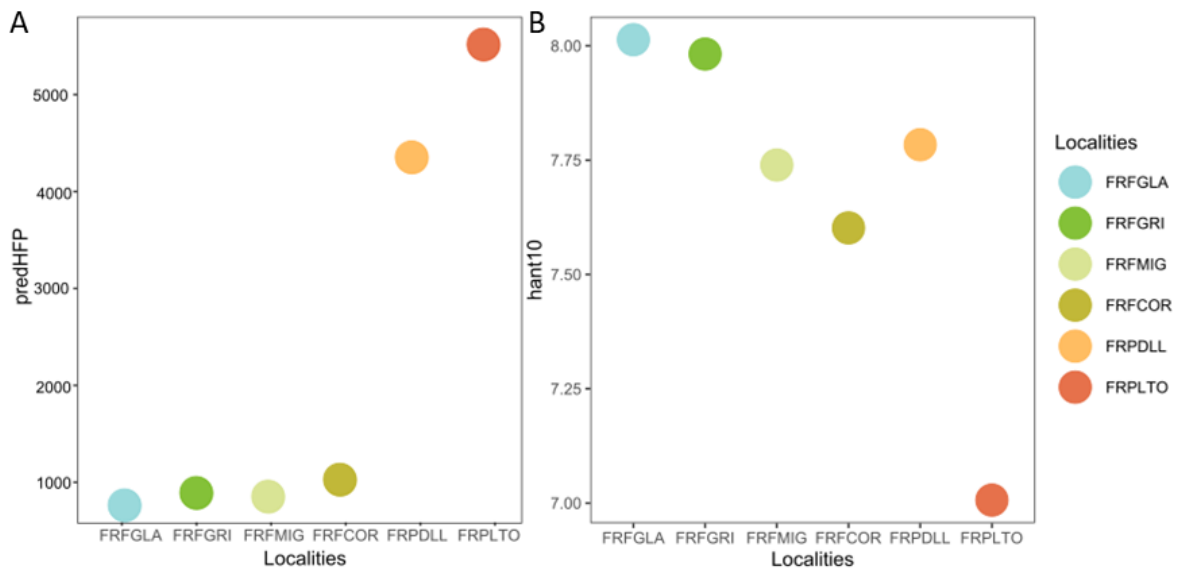 A
5000
4000
3000
2000
1000
predHFP
FRFGLA FRFGRI FRFMIG FRFCOR FRPDLL FRPLTO
Localities
B
8.00
7.75
7.50
7.25
7.00
hant10
FRFGLA FRFGRI FRFMIG FRFCOR FRPDLL FRPLTO
Localities
Localities
FRFGLA
FRFGRI
FRFMIG
FRFCOR
FRPDLL
FRPLTO